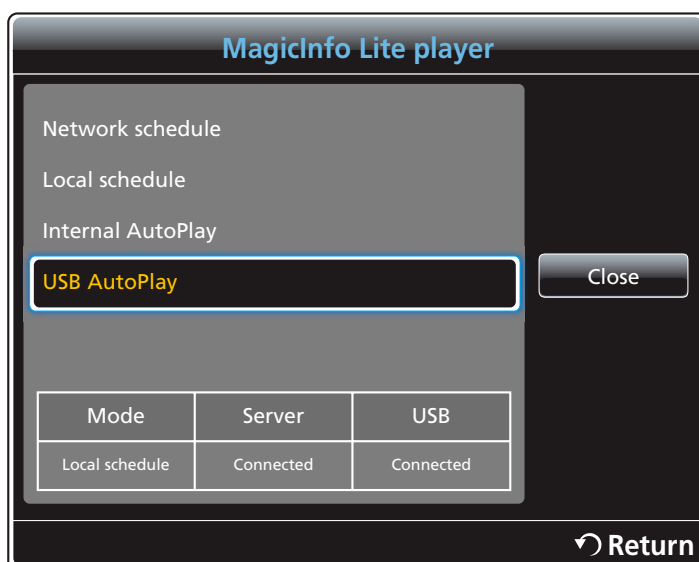 MagicInfo Lite player
Network schedule
Local schedule
Internal AutoPlay
USB AutoPlay
Close
Mode Server USB
Local schedule Connected Connected
Return